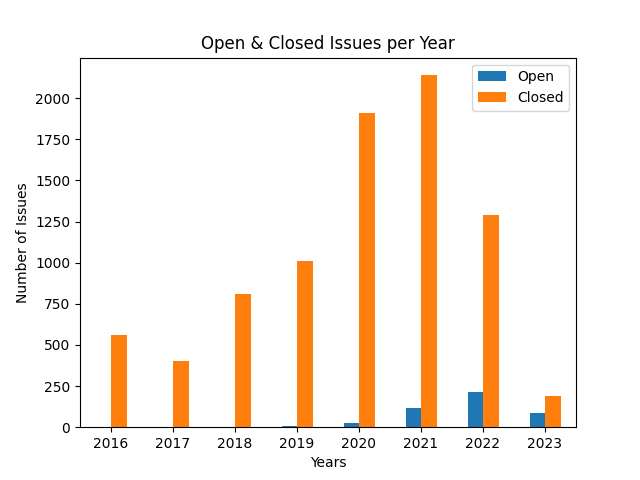 Open & Closed Issues per Year
Open
Closed
2000
1750
1500
1250
1000
750
500
250
0
Number of Issues
2016 2017 2018 2019 2020 2021 2022 2023
Years